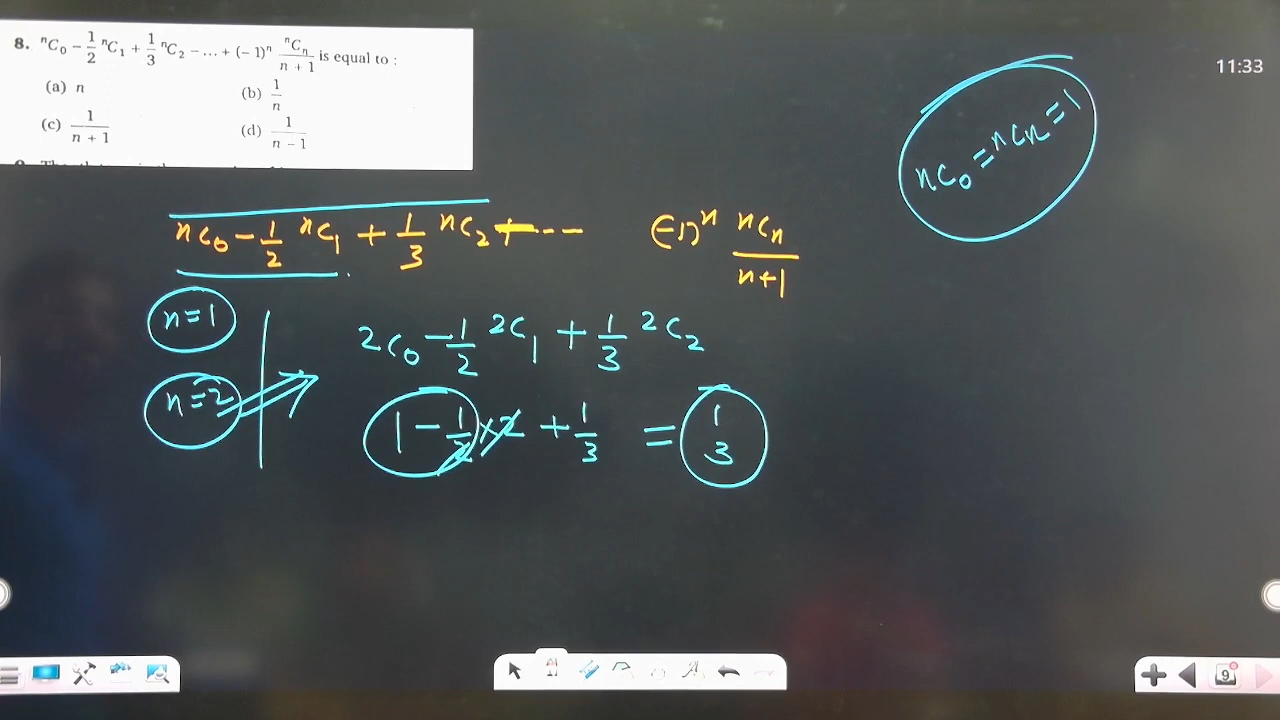 8. ⁿC₀ − 1/2 ⁿC₁ + 1/3 ⁿC₂ − ... + (− 1)ⁿ ⁿCₙ/(n + 1) is equal to :
(a) n (b) 1/n
(c) 1/(n + 1) (d) 1/(n − 1)
11:33
nC₀ = nCn = 1
nC₀ − 1/2 nC₁ + 1/3 nC₂ + ---- (−1)ⁿ nCn/(n+1)
n=1
2C₀ − 1/2 2C₁ + 1/3 2C₂
n=2
1 − 1/2 × 2 + 1/3 = 1 3
9